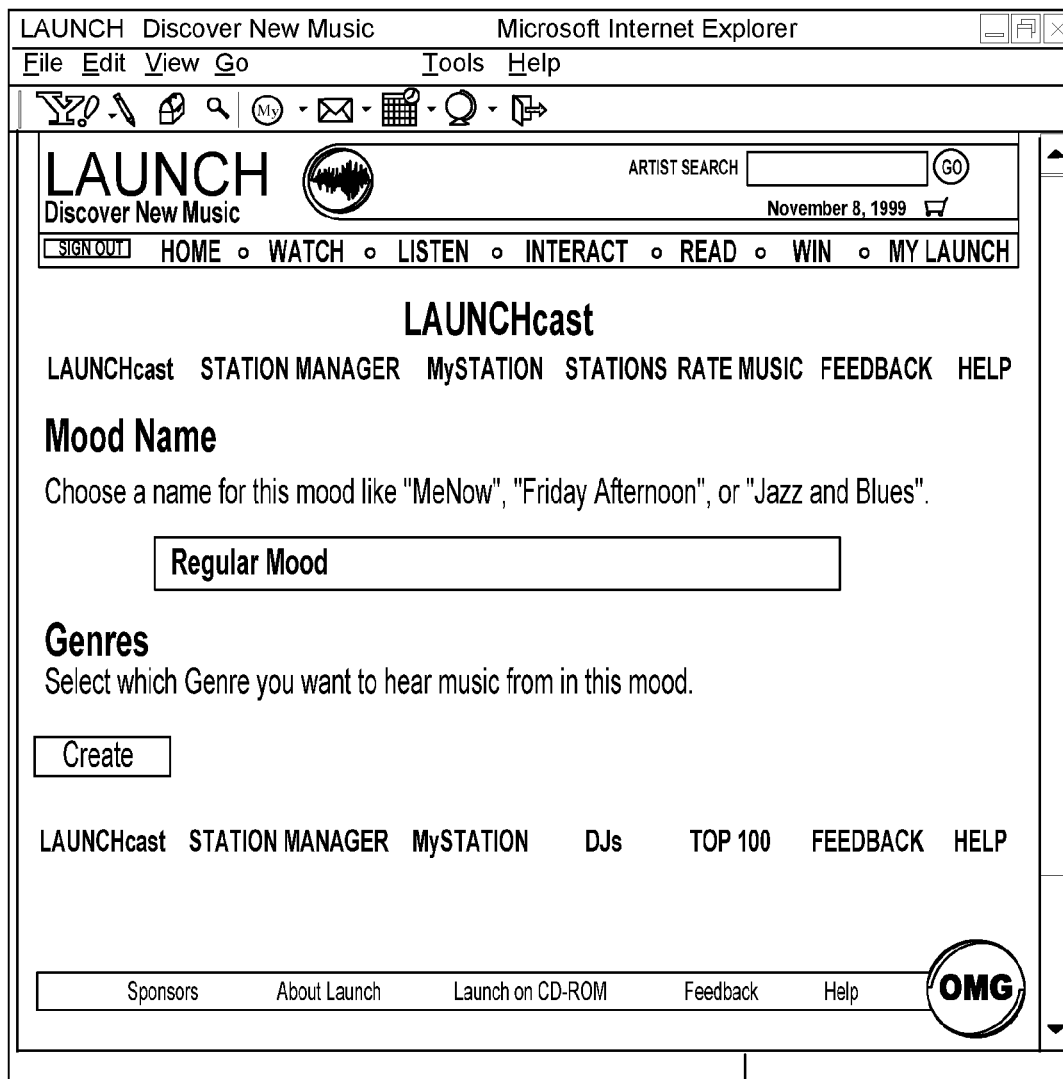 LAUNCH Discover New Music Microsoft Internet Explorer
File Edit View Go Tools Help
Y! My
LAUNCH
Discover New Music
ARTIST SEARCH GO
November 8, 1999
SIGN OUT HOME WATCH LISTEN INTERACT READ WIN MY LAUNCH
LAUNCHcast
LAUNCHcast STATION MANAGER MySTATION STATIONS RATE MUSIC FEEDBACK HELP
Mood Name
Choose a name for this mood like "MeNow", "Friday Afternoon", or "Jazz and Blues".
Regular Mood
Genres
Select which Genre you want to hear music from in this mood.
Create
LAUNCHcast STATION MANAGER MySTATION DJs TOP 100 FEEDBACK HELP
Sponsors About Launch Launch on CD-ROM Feedback Help OMG